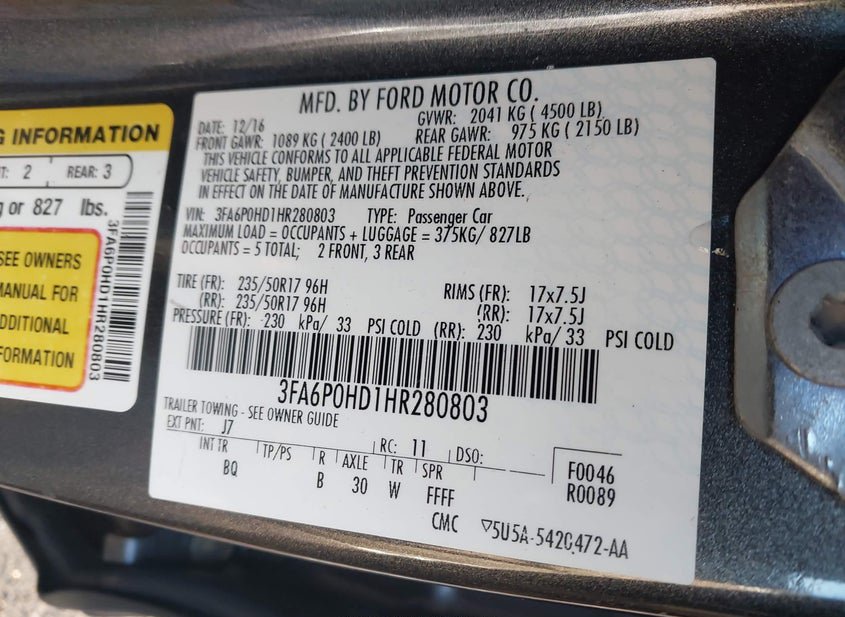 G INFORMATION
T: 2 REAR: 3
g or 827 lbs.
SEE OWNERS
MANUAL FOR
ADDITIONAL
INFORMATION
3FA6P0HD1HR280803
MFD. BY FORD MOTOR CO.
DATE: 12/16 GVWR: 2041 KG ( 4500 LB)
FRONT GAWR: 1089 KG ( 2400 LB) REAR GAWR: 975 KG ( 2150 LB)
THIS VEHICLE CONFORMS TO ALL APPLICABLE FEDERAL MOTOR
VEHICLE SAFETY, BUMPER, AND THEFT PREVENTION STANDARDS
IN EFFECT ON THE DATE OF MANUFACTURE SHOWN ABOVE.
VIN: 3FA6P0HD1HR280803 TYPE: Passenger Car
MAXIMUM LOAD = OCCUPANTS + LUGGAGE = 375KG/ 827LB
OCCUPANTS = 5 TOTAL; 2 FRONT, 3 REAR
TIRE (FR): 235/50R17 96H RIMS (FR): 17x7.5J
(RR): 235/50R17 96H (RR): 17x7.5J
PRESSURE (FR): 230 kPa/ 33 PSI COLD (RR): 230 kPa/ 33 PSI COLD
3FA6P0HD1HR280803
TRAILER TOWING - SEE OWNER GUIDE
EXT PNT: J7 RC: 11 DSO:
INT TR TP/PS R AXLE TR SPR F0046
BQ B 30 W FFFF R0089
CMC 5U5A-5420472-AA